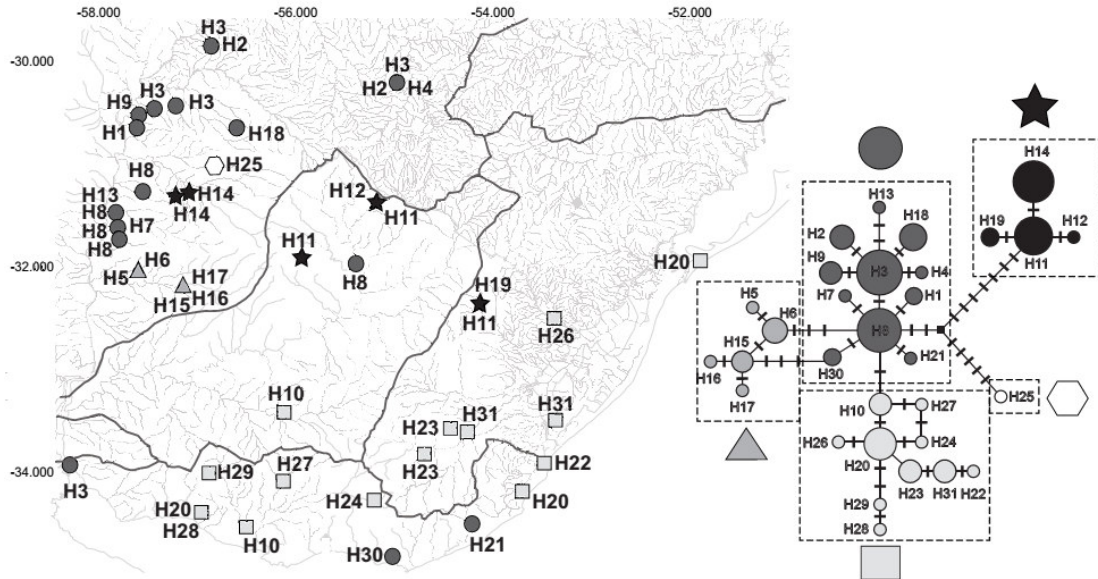 -58.000 -56.000 -54.000 -52.000
-30.000
H3
H2
H3
H2 H4
H9 H3 H3
H1
H18
H25
H8
H14
H14
H13
H8 H7
H8
H8
H12
H11
H11
H8
H6
H5
H17
H15 H16
-32.000
H20
H19
H11
H26
H10
H31
H23
H31
H23
-34.000
H3
H29
H27
H22
H20
H24
H20
H28
H10
H21
H30
H14
H19 H12
H11
H13
H2 H18
H3
H9 H4
H7 H1
H5
H6
H8
H15
H21
H16
H30
H17
H25
H10 H27
H26 H24
H20
H23 H31 H22
H29
H28